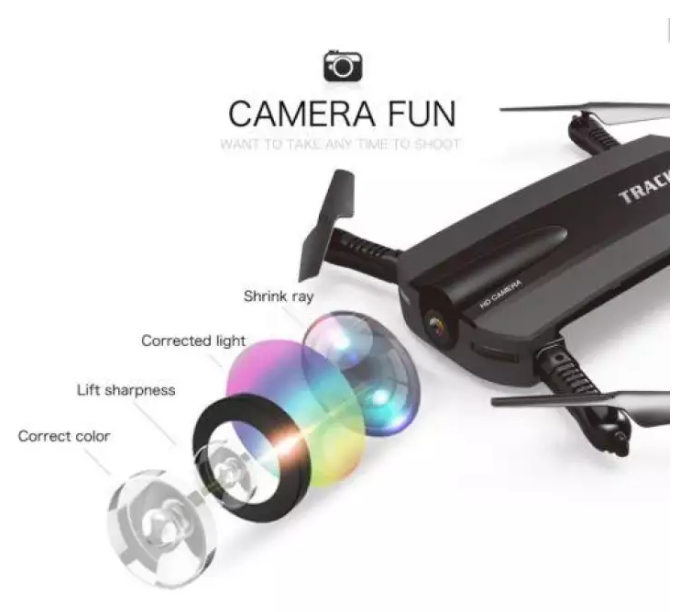 CAMERA FUN
WANT TO TAKE ANY TIME TO SHOOT
TRACK
HD CAMERA
Shrink ray
Corrected light
Lift sharpness
Correct color